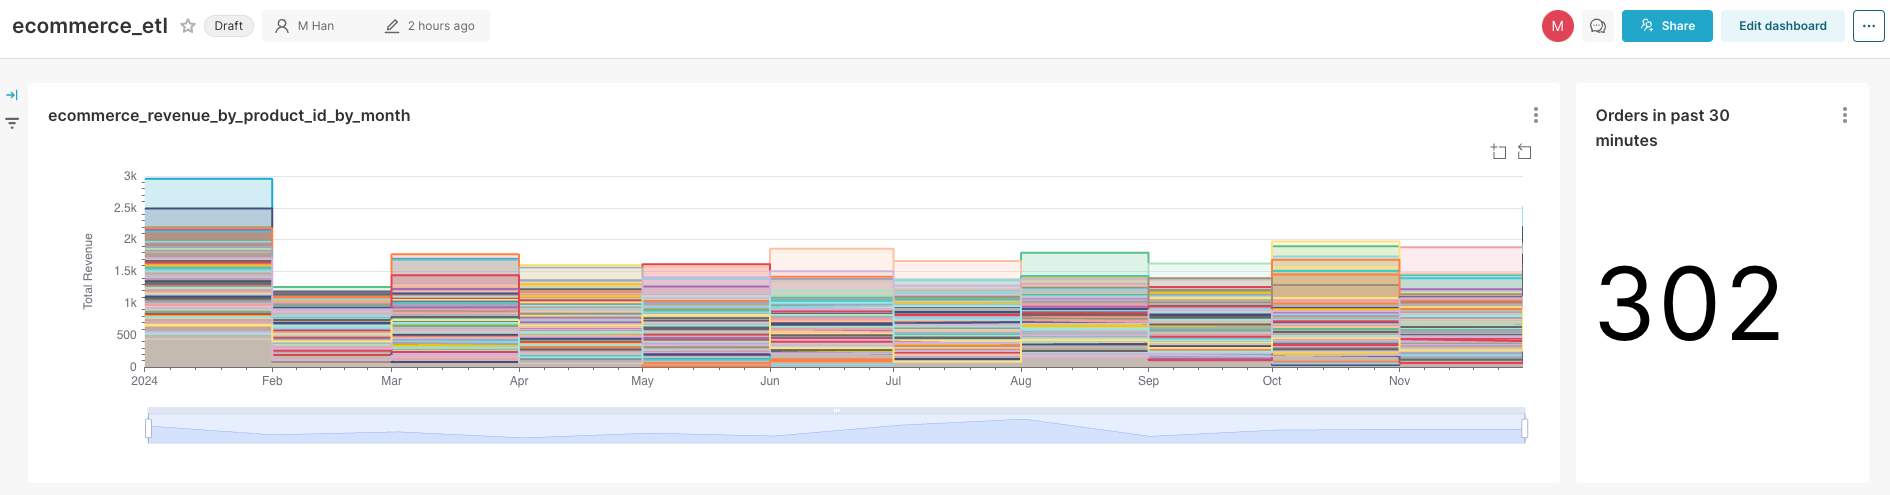 ecommerce_etl
Draft
M Han
2 hours ago
M
Share
Edit dashboard
ecommerce_revenue_by_product_id_by_month
Total Revenue
3k
2.5k
2k
1.5k
1k
500
0
2024 Feb Mar Apr May Jun Jul Aug Sep Oct Nov
Orders in past 30
minutes
302